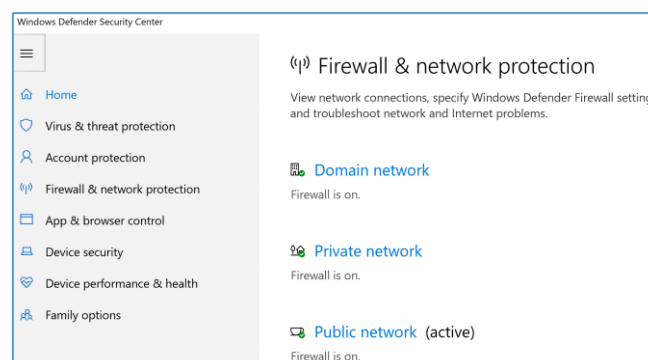 Windows Defender Security Center
Home
Virus & threat protection
Account protection
Firewall & network protection
App & browser control
Device security
Device performance & health
Family options
Firewall & network protection
View network connections, specify Windows Defender Firewall setting
and troubleshoot network and Internet problems.
Domain network
Firewall is on.
Private network
Firewall is on.
Public network (active)
Firewall is on.